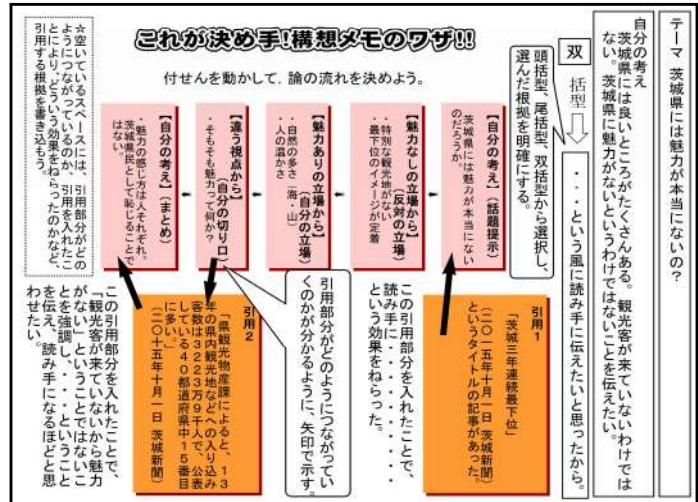 テーマ 茨城県には魅力が本当にないの?
自分の考え
茨城県には良いところがたくさんある。観光客が来ていないわけでは
ない。茨城県に魅力がないというわけではないことを伝えたい。
双括型
・・・という風に読み手に伝えたいと思ったから。
頭括型、尾括型、双括型から選択し、
選んだ根拠を明確にする。
これが決め手!構想メモのワザ!!
付せんを動かして,論の流れを決めよう。
【自分の考え】(話題提示)
茨城県には魅力が本当にない
のだろうか。
【魅力なしの立場から】
(反対の立場)
・特別な観光地がない
・最下位のイメージが定着
【魅力ありの立場から】
(自分の立場)
・自然の多さ(海・山)
・人の温かさ
【違う視点から】
(自分の切り口)
・そもそも魅力って何か?
【自分の考え】(まとめ)
・魅力の感じ方は人それぞれ。
茨城県民として恥じることで
はない。
☆空いているスペースには、引用部分がどの
ようにつながっているのか、引用を入れたこ
とにより、どういう効果をねらったのかなど、
引用する根拠を書き込もう。
引用1
「茨城三年連続最下位」
(二〇一五年十月一日 茨城新聞)
というタイトルの記事があった。
この引用部分を入れたことで、
読み手に・・・・・・・・・
という効果をねらった。
引用部分がどのようにつながってい
くのかが分かるように、矢印で示す。
引用2
「県観光物産課によると、13
年の県内観光地などへの入り込み
客数は3223万9千人で、公表
している40都道府県中15番目
に多い。」
(二〇十五年十月一日 茨城新聞)
この引用部分を入れたことで、
「観光客が来ていないから魅力
がない」ということではないこ
とを強調し、・・・ということ
を伝え、読み手になるほどと思
わせたい。